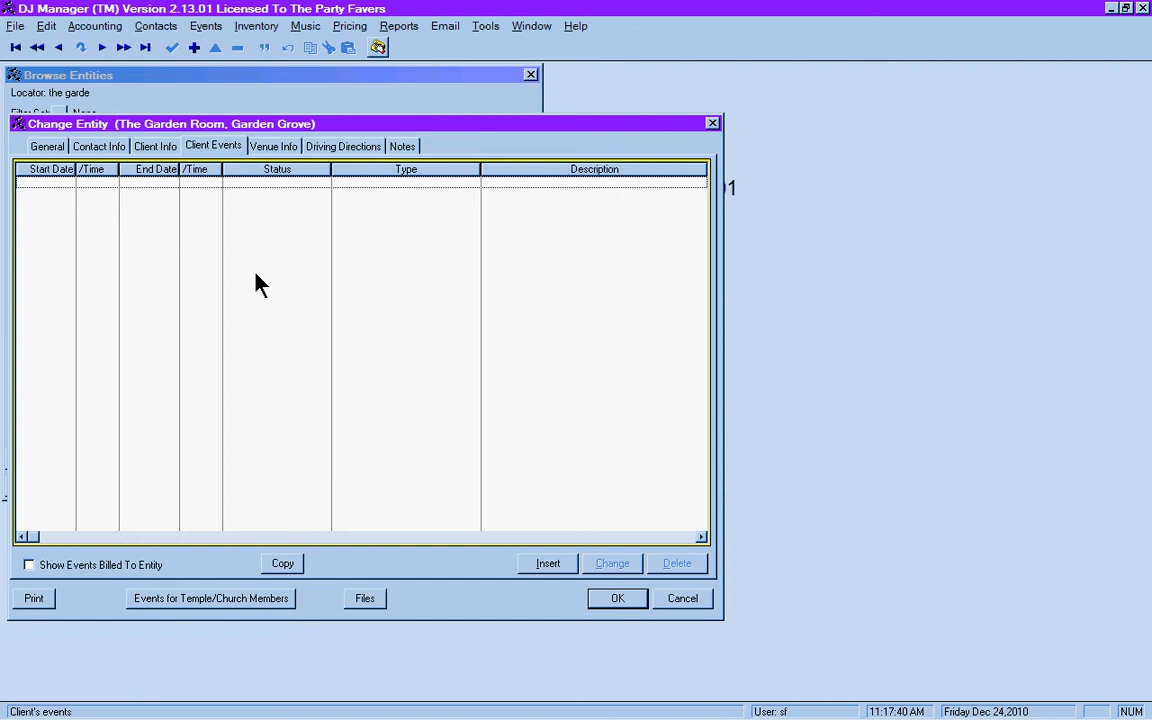 DJ Manager (TM) Version 2.13.01 Licensed To The Party Favers
File Edit Accounting Contacts Events Inventory Music Pricing Reports Email Tools Window Help
Browse Entities
Locator: the garde
None
Change Entity (The Garden Room, Garden Grove)
General Contact Info Client Info Client Events Venue Info Driving Directions Notes
Start Date /Time End Date /Time Status Type Description
1
Show Events Billed To Entity Copy Insert Change Delete
Print Events for Temple/Church Members Files OK Cancel
Client's events User: sf 11:17:40 AM Friday Dec 24,2010 NUM